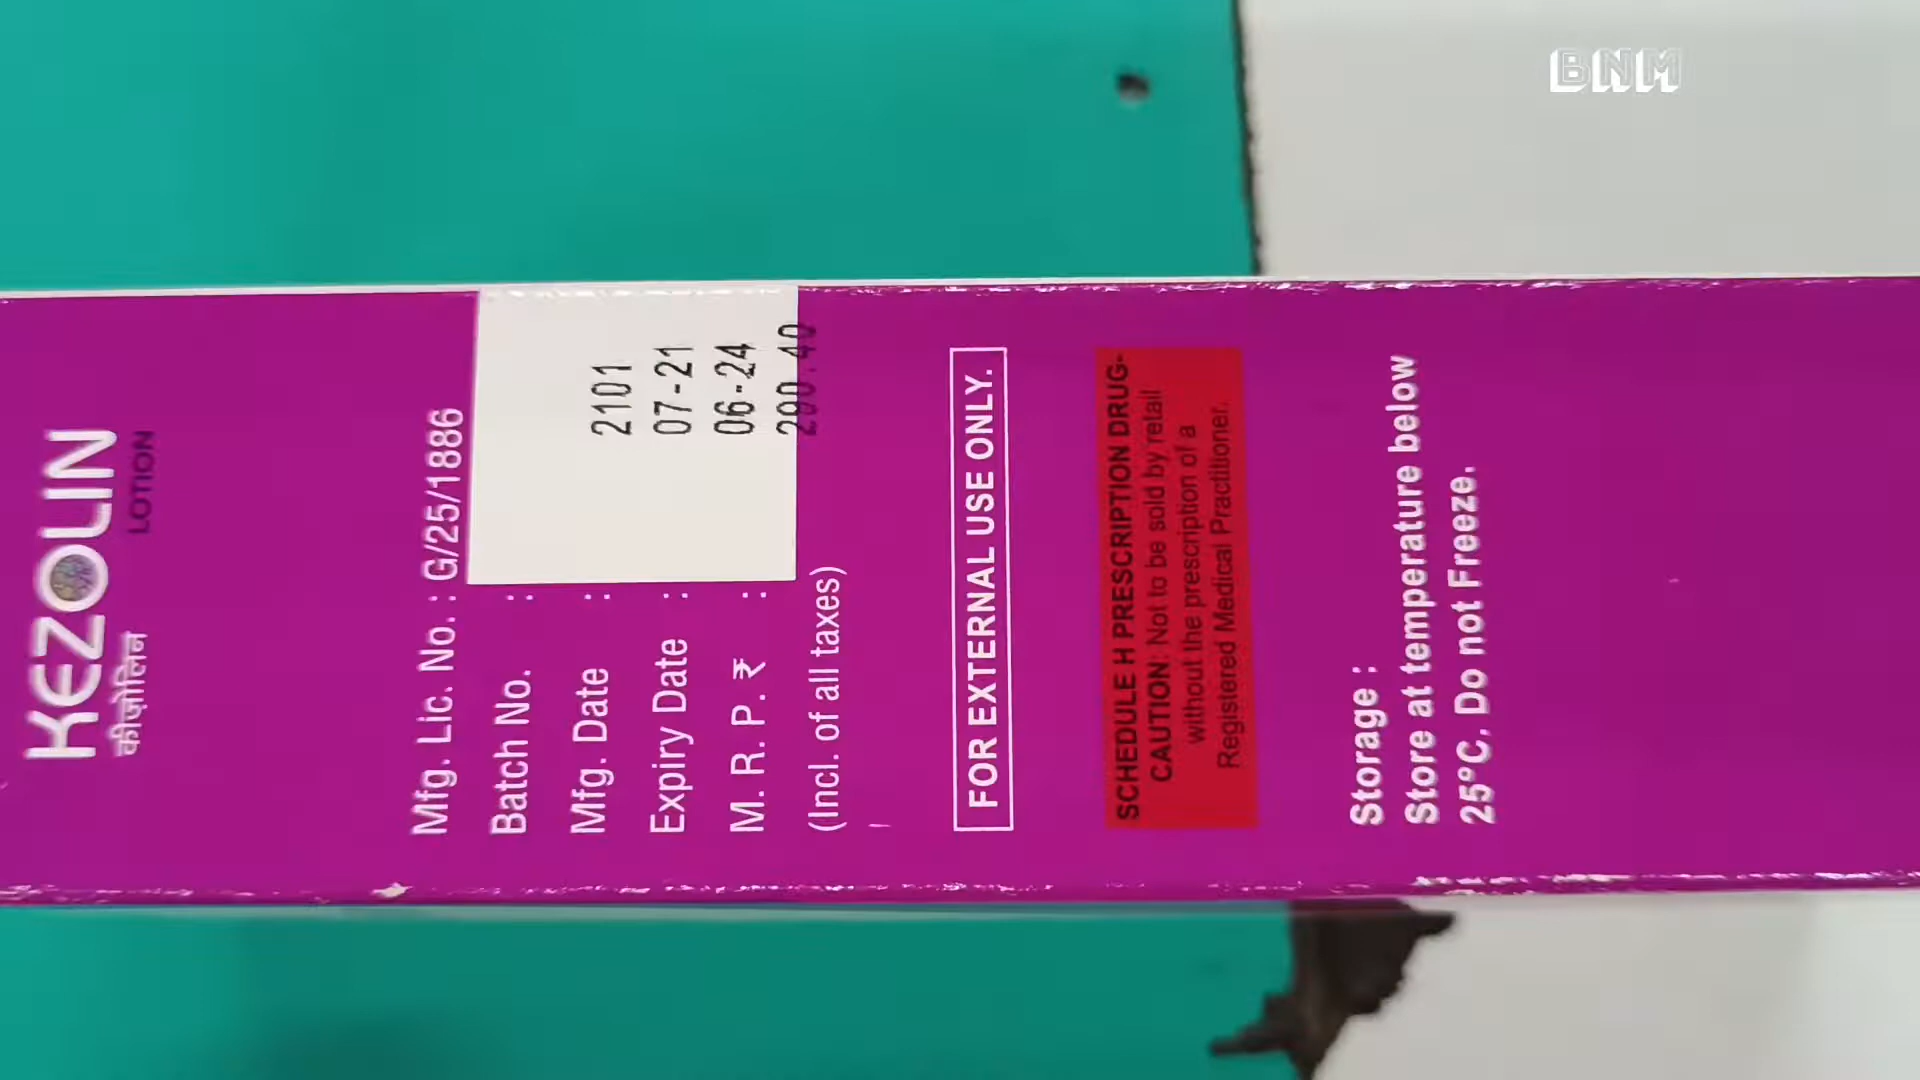 BNM
KEZOLIN
कीज़ोलिन LOTION
Mfg. Lic. No. : G/25/1886
Batch No. : 2101
Mfg. Date : 07-21
Expiry Date : 06-24
M. R. P. ₹ : 290.40
(Incl. of all taxes)
FOR EXTERNAL USE ONLY.
SCHEDULE H PRESCRIPTION DRUG-
CAUTION: Not to be sold by retail
without the prescription of a
Registered Medical Practitioner.
Storage :
Store at temperature below
25°C. Do not Freeze.